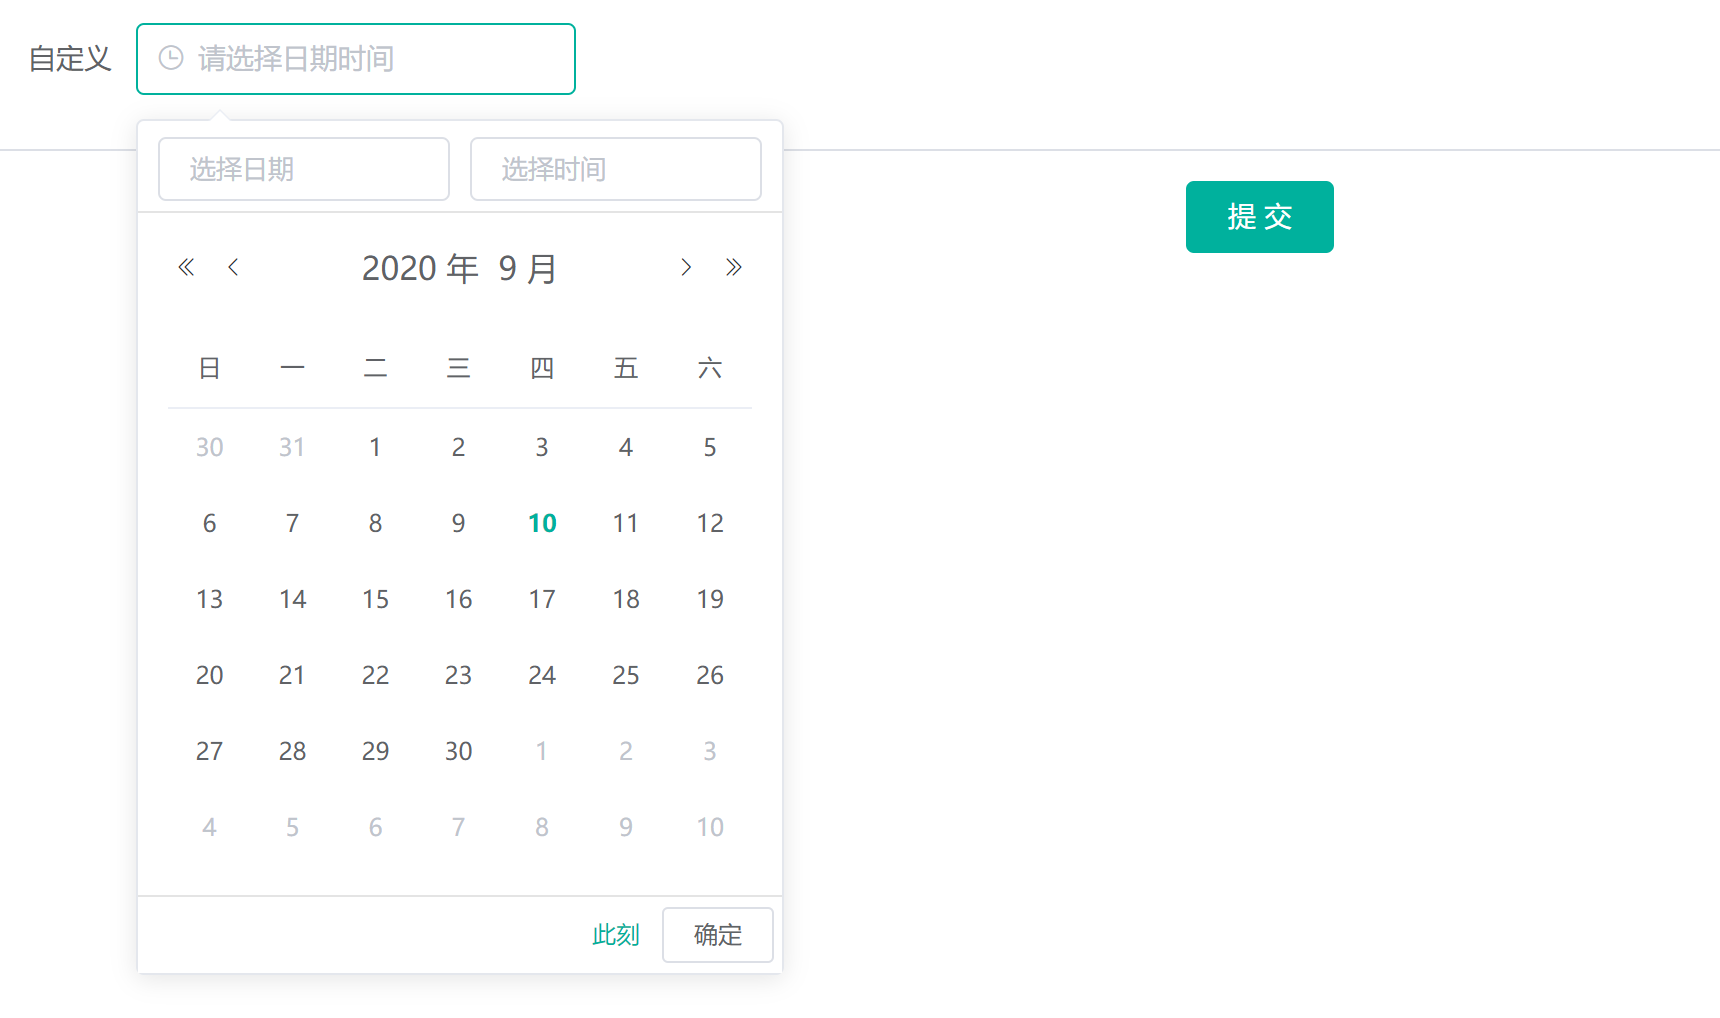 自定义 请选择日期时间
选择日期 选择时间
提交
2020 年 9 月
日 一 二 三 四 五 六
30 31 1 2 3 4 5
6 7 8 9 10 11 12
13 14 15 16 17 18 19
20 21 22 23 24 25 26
27 28 29 30 1 2 3
4 5 6 7 8 9 10
此刻 确定